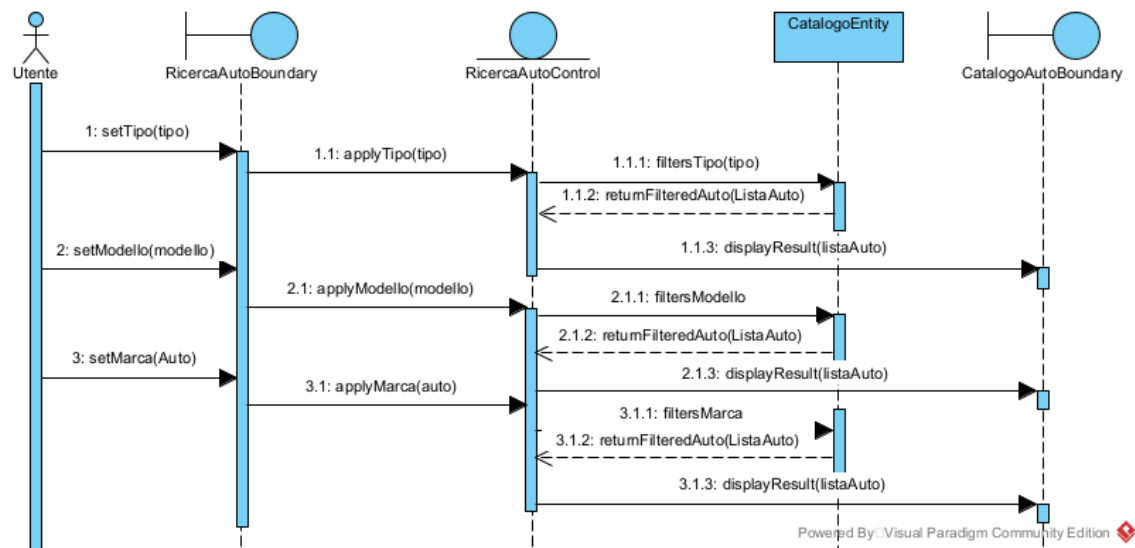 CatalogoEntity
Utente
RicercaAutoBoundary
RicercaAutoControl
CatalogoAutoBoundary
1: setTipo(tipo)
1.1: applyTipo(tipo)
1.1.1: filtersTipo(tipo)
1.1.2: returnFilteredAuto(ListaAuto)
2: setModello(modello)
1.1.3: displayResult(listaAuto)
2.1: applyModello(modello)
2.1.1: filtersModello
2.1.2: returnFilteredAuto(ListaAuto)
3: setMarca(Auto)
2.1.3: displayResult(listaAuto)
3.1: applyMarca(auto)
3.1.1: filtersMarca
3.1.2: returnFilteredAuto(ListaAuto)
3.1.3: displayResult(listaAuto)
Powered By Visual Paradigm Community Edition